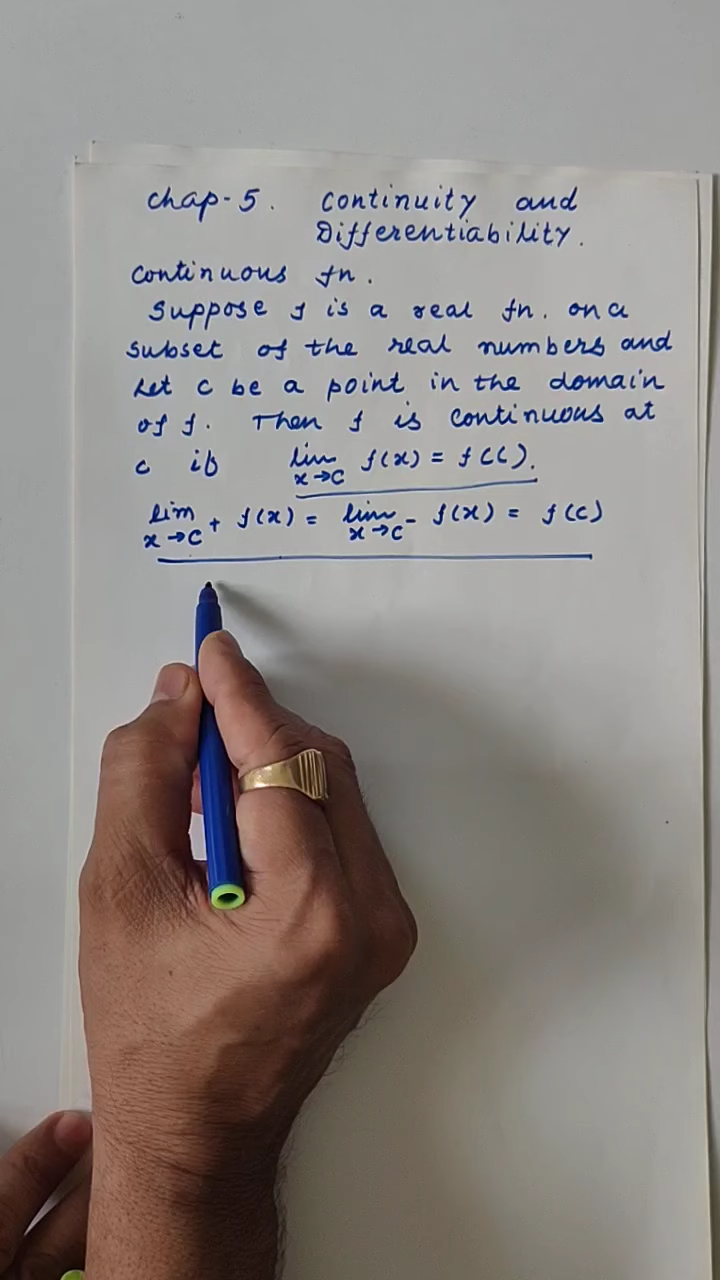 Chap-5. Continuity and
Differentiability.
Continuous fn.
Suppose f is a real fn. on a
subset of the real numbers and
Let c be a point in the domain
of f. Then f is continuous at
c if lim x→c f(x) = f(c).
lim x→c+ f(x) = lim x→c- f(x) = f(c)